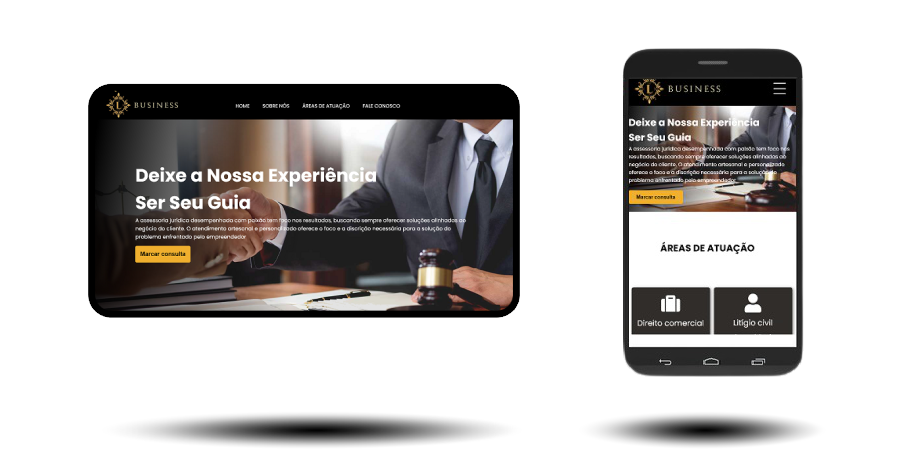 L BUSINESS
HOME SOBRE NÓS ÁREAS DE ATUAÇÃO FALE CONOSCO
Deixe a Nossa Experiência
Ser Seu Guia
A assessoria jurídica desempenhada com paixão tem foco nos resultados, buscando sempre oferecer soluções alinhadas ao
negócio do cliente. O atendimento artesanal e personalizado oferece o foco e a discrição necessária para a solução do
problema enfrentado pelo empreendedor
Marcar consulta
L BUSINESS
Deixe a Nossa Experiência
Ser Seu Guia
A assessoria jurídica desempenhada com paixão tem foco nos
resultados, buscando sempre oferecer soluções alinhadas ao
negócio do cliente. O atendimento artesanal e personalizado
oferece o foco e a discrição necessária para a solução do
problema enfrentado pelo empreendedor
Marcar consulta
ÁREAS DE ATUAÇÃO
Direito comercial
Litígio civil